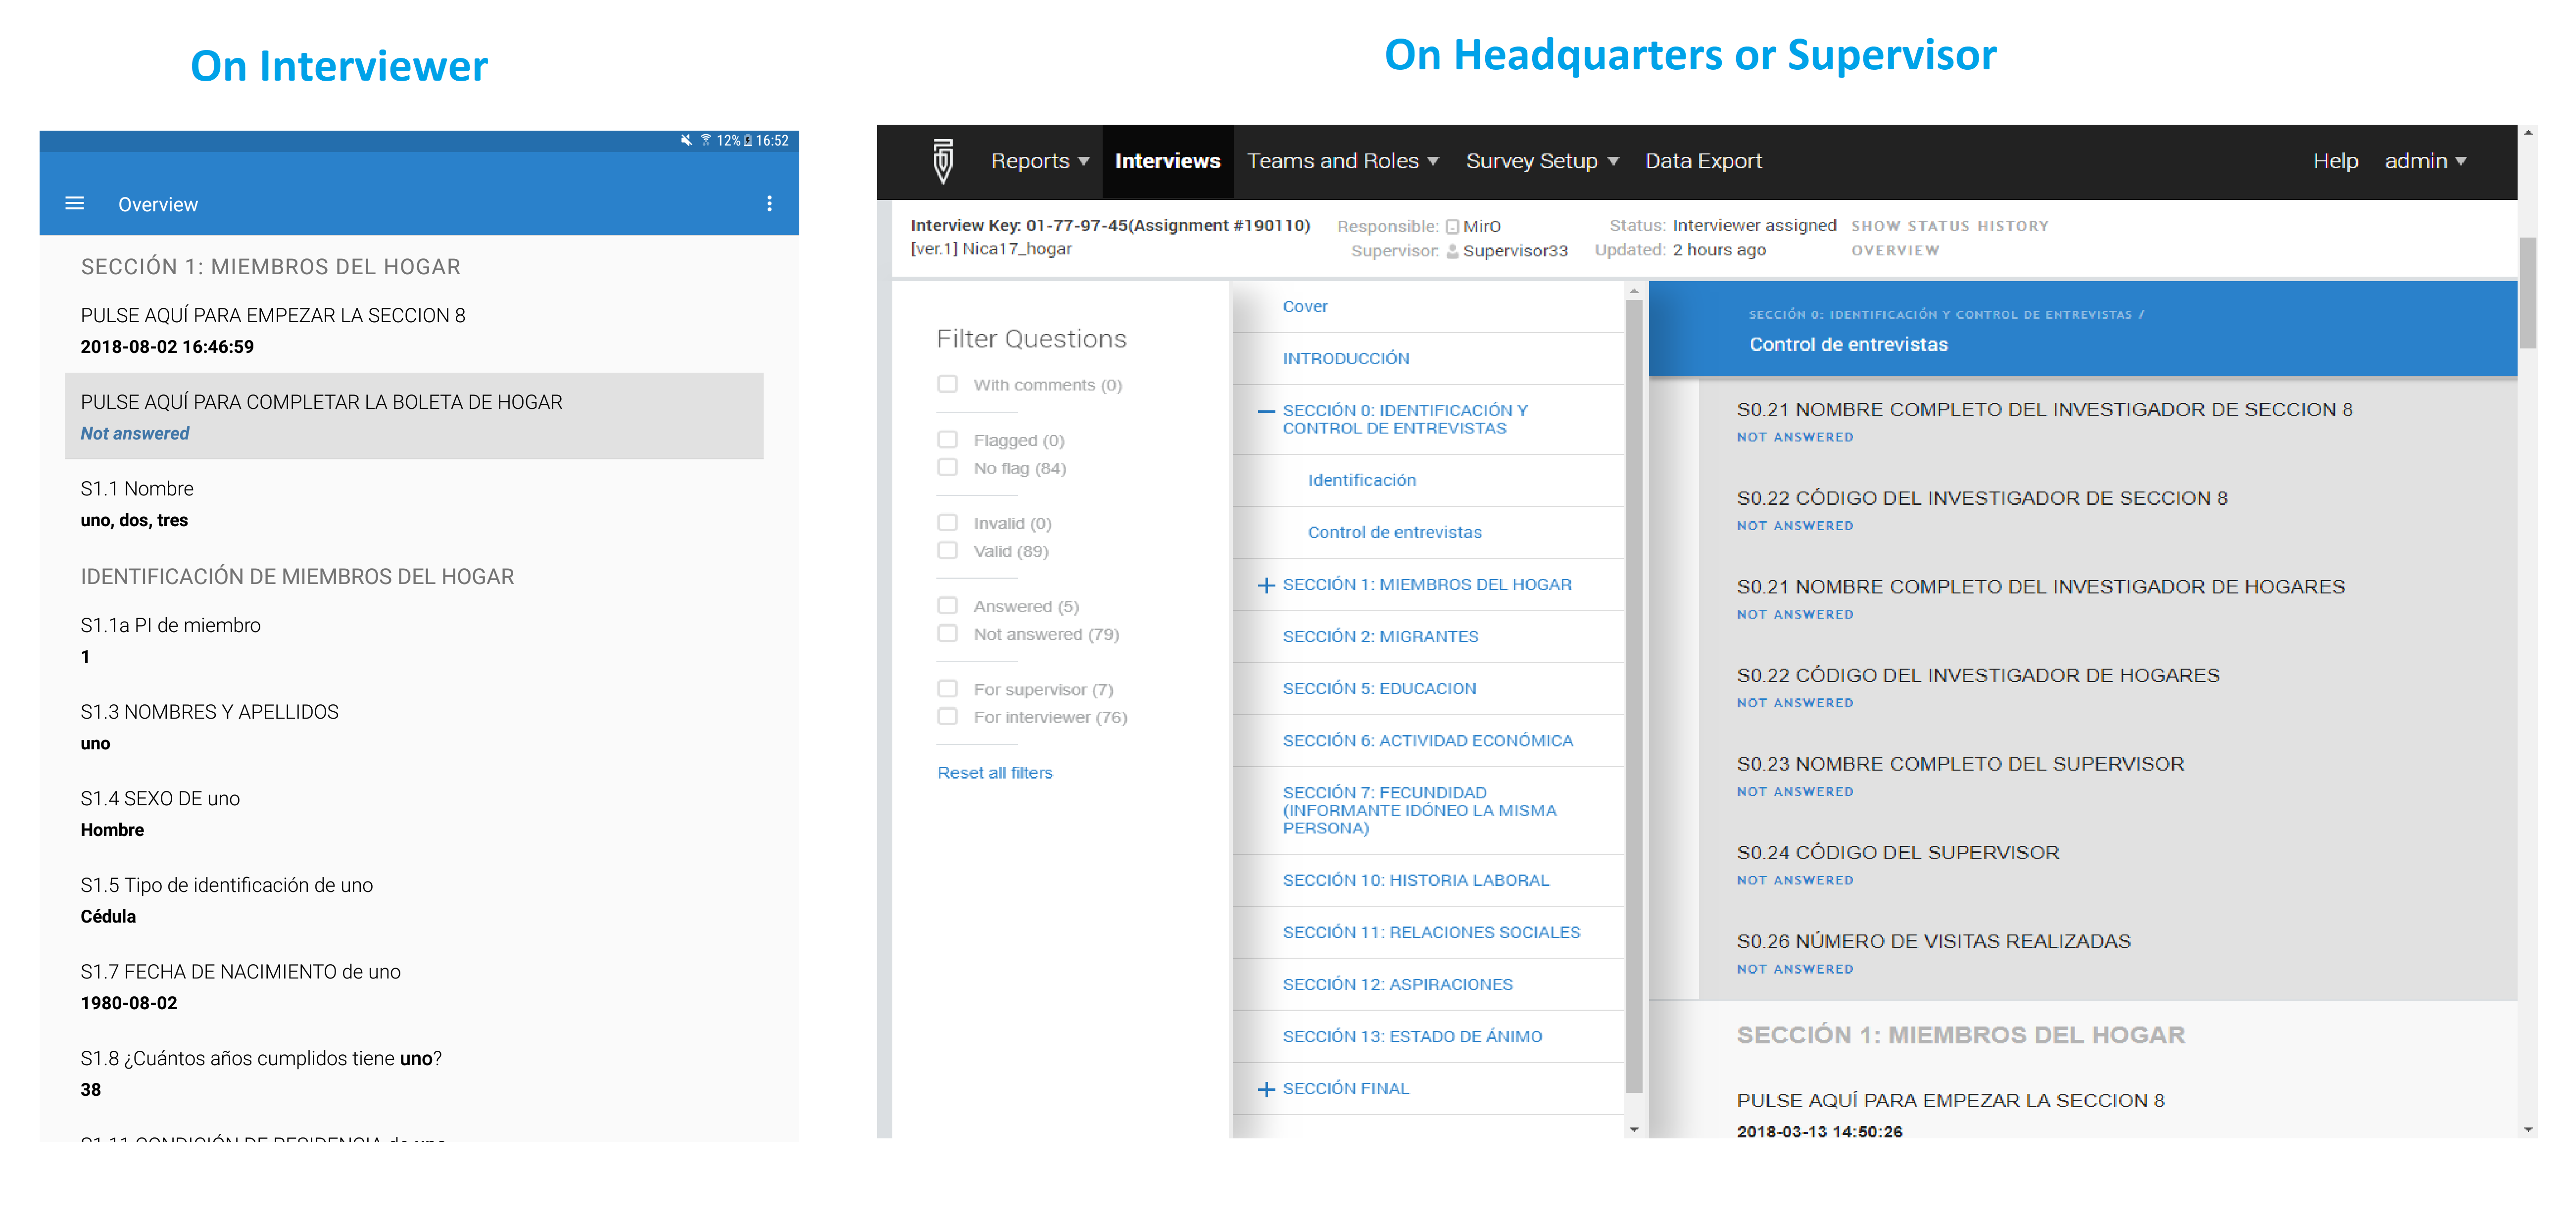 On Interviewer
On Headquarters or Supervisor
12% 16:52
Overview
SECCIÓN 1: MIEMBROS DEL HOGAR
PULSE AQUÍ PARA EMPEZAR LA SECCION 8
2018-08-02 16:46:59
PULSE AQUÍ PARA COMPLETAR LA BOLETA DE HOGAR
Not answered
S1.1 Nombre
uno, dos, tres
IDENTIFICACIÓN DE MIEMBROS DEL HOGAR
S1.1a PI de miembro
1
S1.3 NOMBRES Y APELLIDOS
uno
S1.4 SEXO DE uno
Hombre
S1.5 Tipo de identificación de uno
Cédula
S1.7 FECHA DE NACIMIENTO de uno
1980-08-02
S1.8 ¿Cuántos años cumplidos tiene uno?
38
S1.11 CONDICIÓN DE RESIDENCIA de uno
Reports Interviews Teams and Roles Survey Setup Data Export Help admin
Interview Key: 01-77-97-45(Assignment #190110) Responsible: MirO Status: Interviewer assigned SHOW STATUS HISTORY
[ver.1] Nica17_hogar Supervisor: Supervisor33 Updated: 2 hours ago OVERVIEW
Filter Questions
With comments (0)
Flagged (0)
No flag (84)
Invalid (0)
Valid (89)
Answered (5)
Not answered (79)
For supervisor (7)
For interviewer (76)
Reset all filters
Cover
INTRODUCCIÓN
SECCIÓN 0: IDENTIFICACIÓN Y
CONTROL DE ENTREVISTAS
Identificación
Control de entrevistas
SECCIÓN 1: MIEMBROS DEL HOGAR
SECCIÓN 2: MIGRANTES
SECCIÓN 5: EDUCACION
SECCIÓN 6: ACTIVIDAD ECONÓMICA
SECCIÓN 7: FECUNDIDAD
(INFORMANTE IDÓNEO LA MISMA
PERSONA)
SECCIÓN 10: HISTORIA LABORAL
SECCIÓN 11: RELACIONES SOCIALES
SECCIÓN 12: ASPIRACIONES
SECCIÓN 13: ESTADO DE ÁNIMO
SECCIÓN FINAL
SECCIÓN 0: IDENTIFICACIÓN Y CONTROL DE ENTREVISTAS /
Control de entrevistas
S0.21 NOMBRE COMPLETO DEL INVESTIGADOR DE SECCION 8
NOT ANSWERED
S0.22 CÓDIGO DEL INVESTIGADOR DE SECCION 8
NOT ANSWERED
S0.21 NOMBRE COMPLETO DEL INVESTIGADOR DE HOGARES
NOT ANSWERED
S0.22 CÓDIGO DEL INVESTIGADOR DE HOGARES
NOT ANSWERED
S0.23 NOMBRE COMPLETO DEL SUPERVISOR
NOT ANSWERED
S0.24 CÓDIGO DEL SUPERVISOR
NOT ANSWERED
S0.26 NÚMERO DE VISITAS REALIZADAS
NOT ANSWERED
SECCIÓN 1: MIEMBROS DEL HOGAR
PULSE AQUÍ PARA EMPEZAR LA SECCION 8
2018-03-13 14:50:26